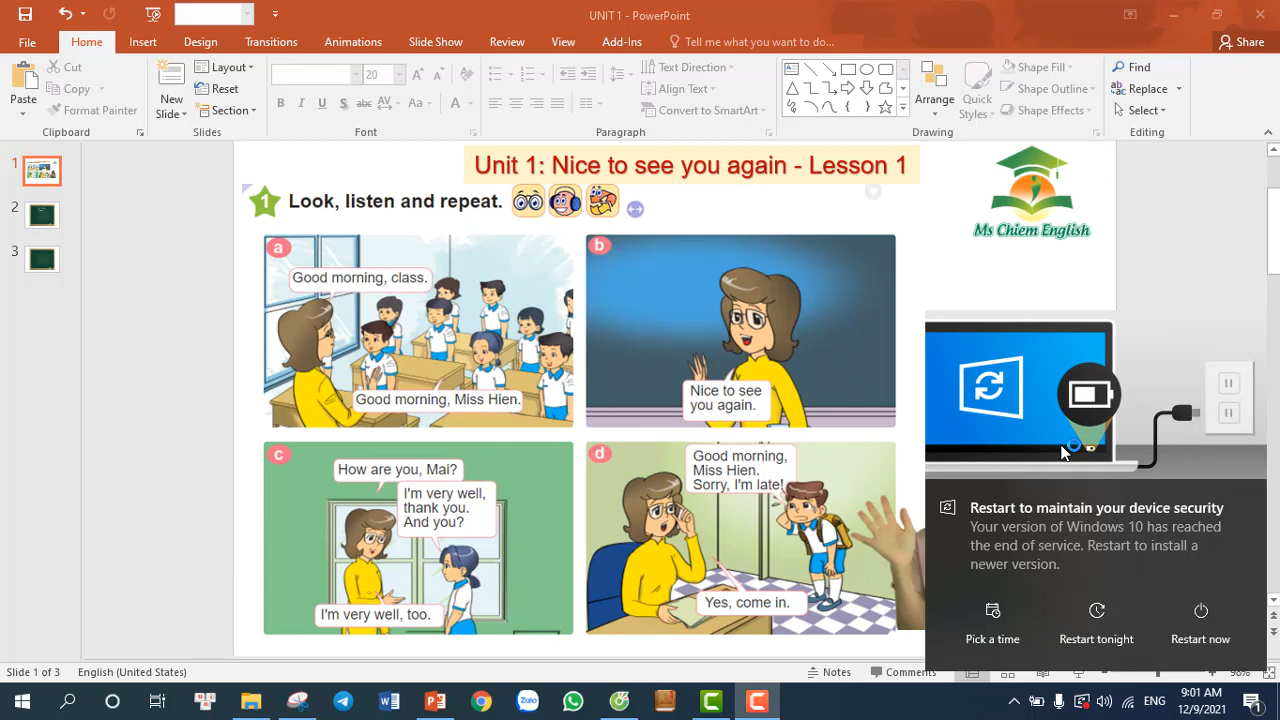 UNIT 1 - PowerPoint
File Home Insert Design Transitions Animations Slide Show Review View Add-Ins Tell me what you want to do... Share
Paste
Cut
Copy
Format Painter
Clipboard
New Slide
Layout
Reset
Section
Slides
20
Font
Text Direction
Align Text
Convert to SmartArt
Paragraph
Arrange
Quick Styles
Shape Fill
Shape Outline
Shape Effects
Drawing
Find
Replace
Select
Editing
1
2
3
Unit 1: Nice to see you again - Lesson 1
1 Look, listen and repeat.
Ms Chiem English
a
Good morning, class.
Good morning, Miss Hien.
b
Nice to see
you again.
c
How are you, Mai?
I'm very well,
thank you.
And you?
I'm very well, too.
d
Good morning,
Miss Hien.
Sorry, I'm late!
Yes, come in.
Restart to maintain your device security
Your version of Windows 10 has reached
the end of service. Restart to install a
newer version.
Pick a time Restart tonight Restart now
Slide 1 of 3 English (United States) Notes Comments 98%
Zalo
ENG
9:01 AM
12/9/2021
1